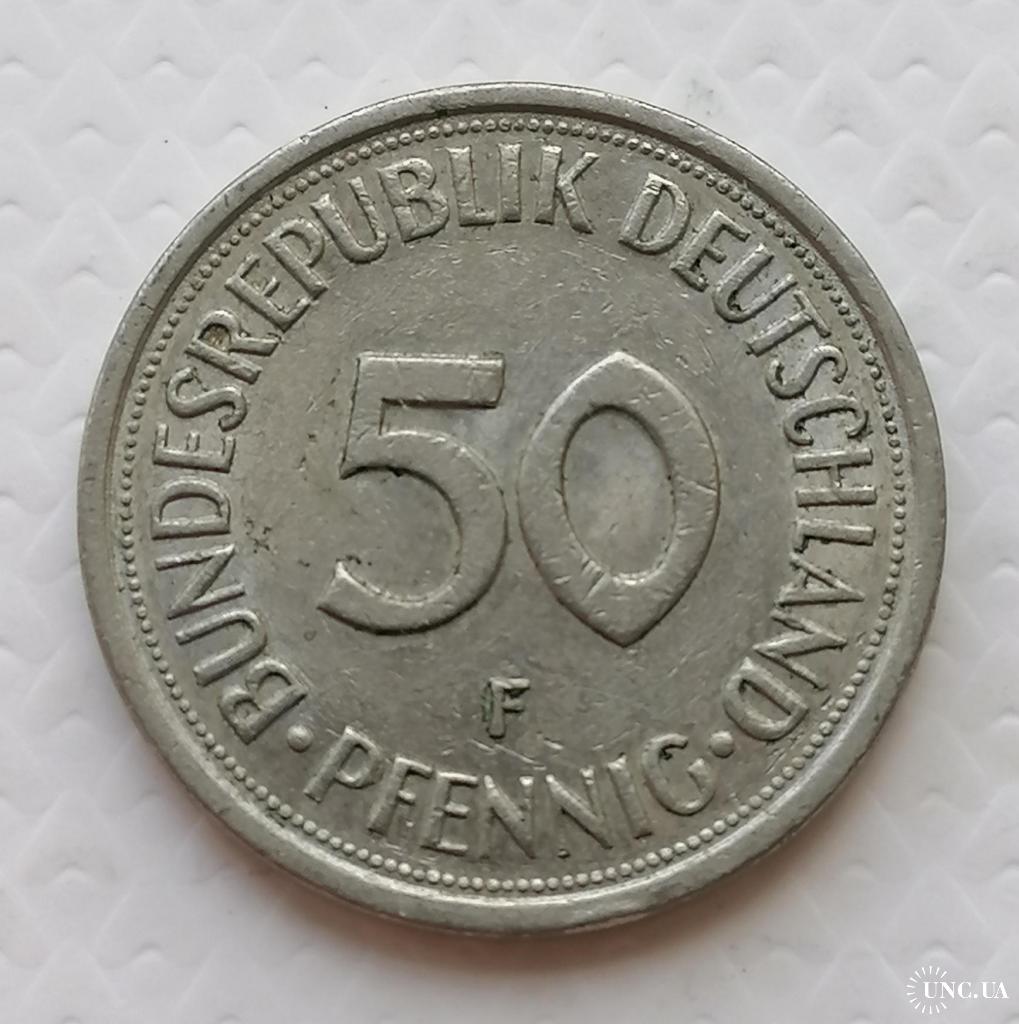 BUNDESREPUBLIK DEUTSCHLAND
50
F
• PFENNIG •
UNC.UA